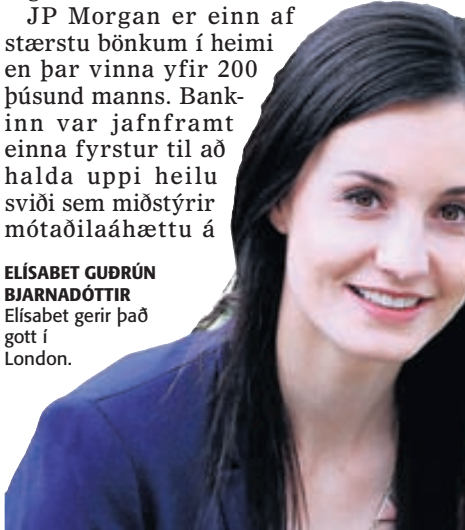 JP Morgan er einn af
stærstu bönkum í heimi
en þar vinna yfir 200
þúsund manns. Bank-
inn var jafnframt
einna fyrstur til að
halda uppi heilu
sviði sem miðstýrir
mótaðilaáhættu á
ELÍSABET GUÐRÚN
BJARNADÓTTIR
Elísabet gerir það
gott í
London.